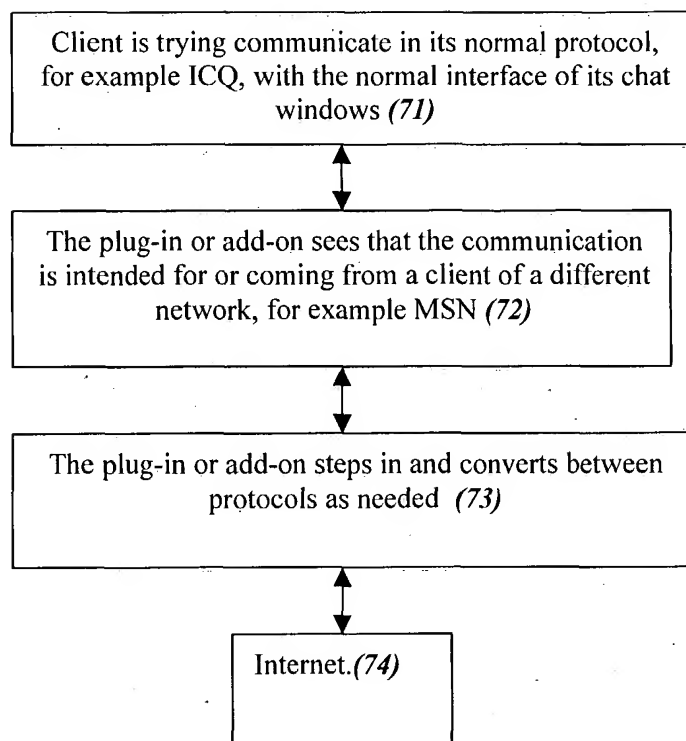 Client is trying communicate in its normal protocol,
for example ICQ, with the normal interface of its chat
windows (71)
The plug-in or add-on sees that the communication
is intended for or coming from a client of a different
network, for example MSN (72)
The plug-in or add-on steps in and converts between
protocols as needed (73)
Internet.(74)